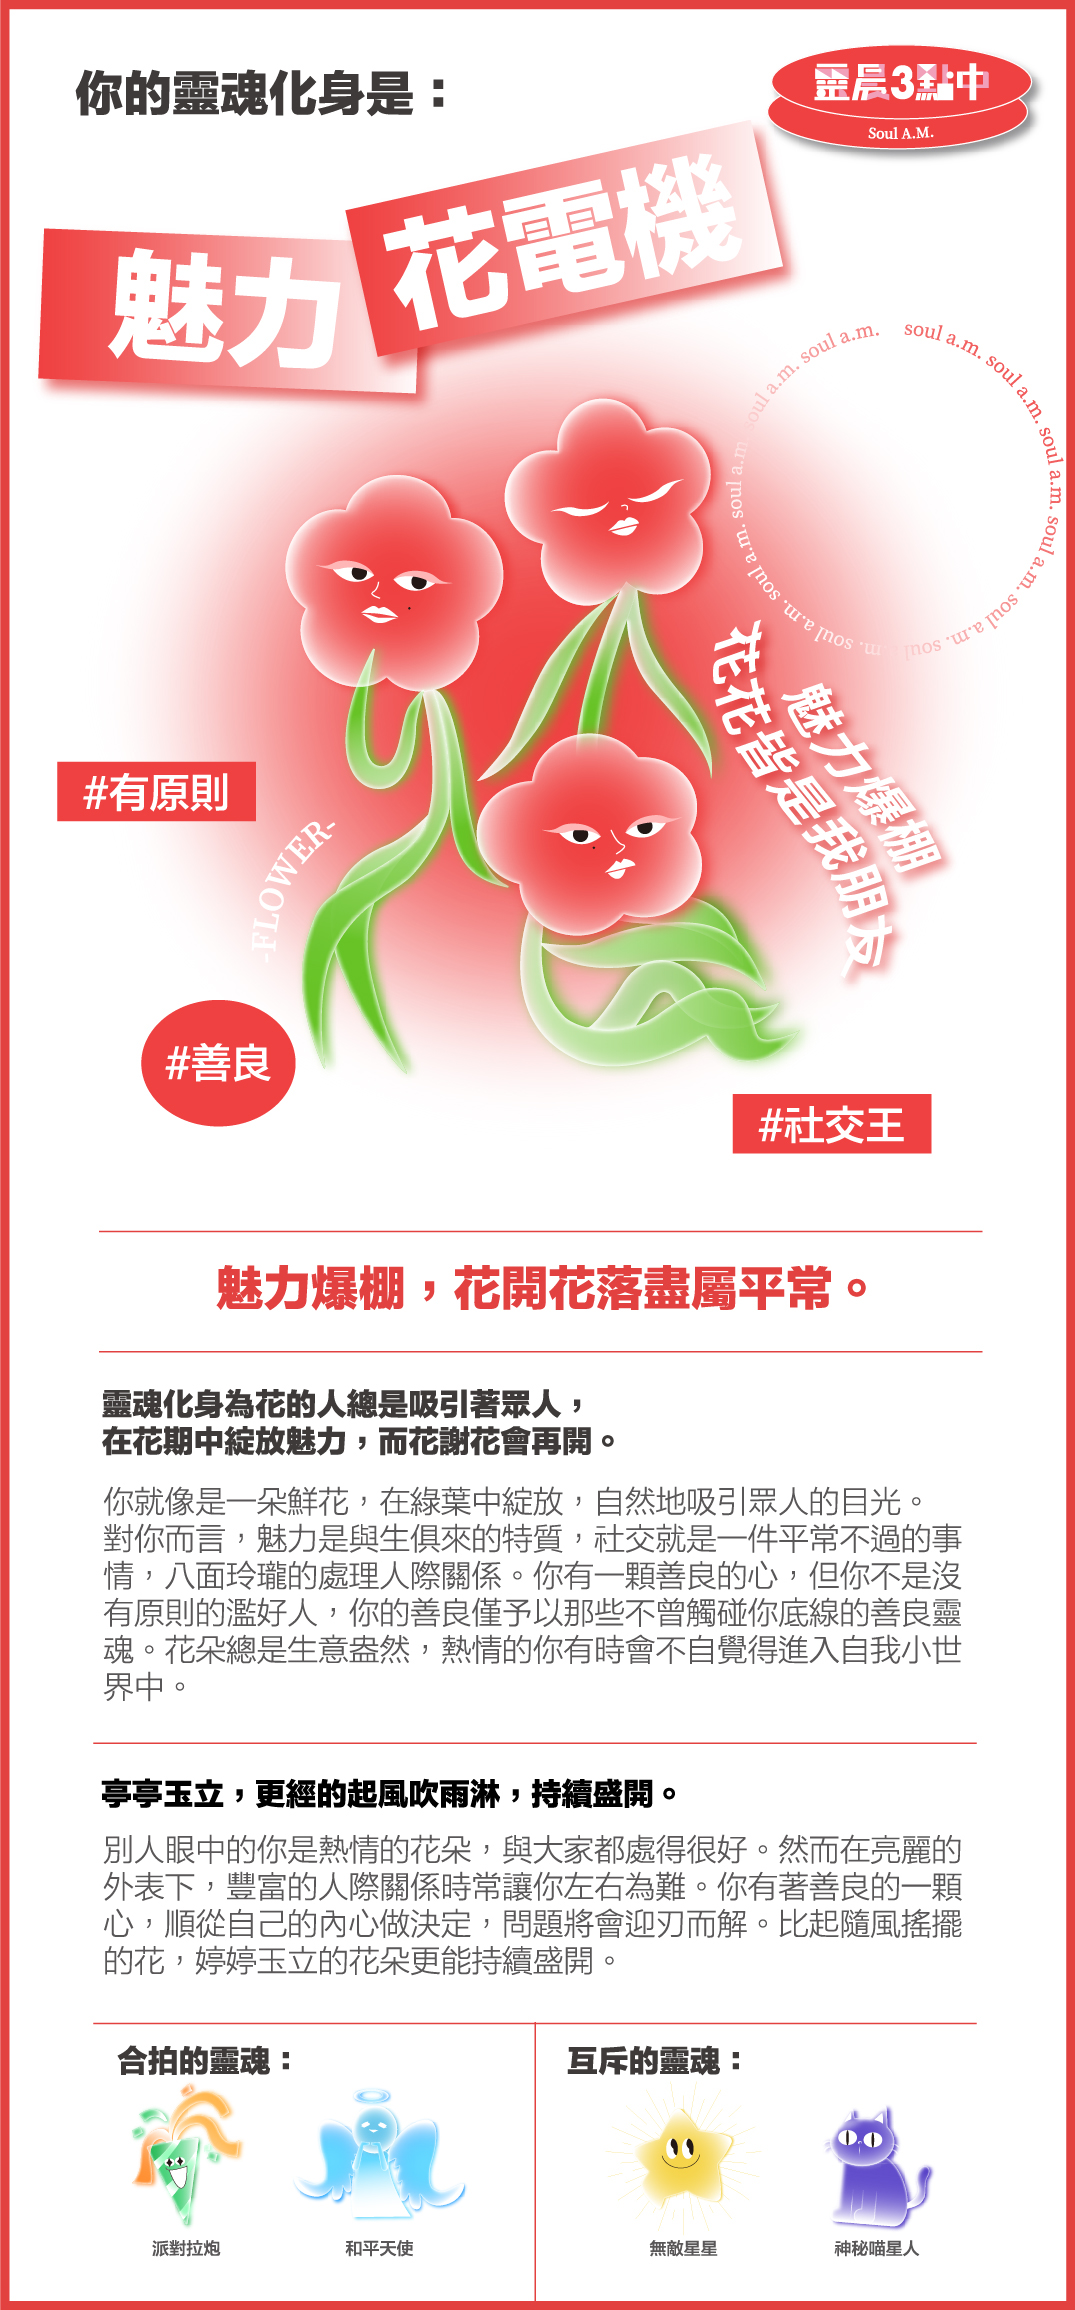 你的靈魂化身是：
靈晨3點中
Soul A.M.
魅力
花電機
soul a.m. soul a.m. soul a.m. soul a.m. soul a.m. soul a.m. soul a.m. soul a.m. soul a.m. soul a.m. soul a.m.
魅力爆棚
花花皆是我朋友
#有原則
-FLOWER-
#善良
#社交王
魅力爆棚，花開花落盡屬平常。
靈魂化身為花的人總是吸引著眾人，
在花期中綻放魅力，而花謝花會再開。
你就像是一朵鮮花，在綠葉中綻放，自然地吸引眾人的目光。
對你而言，魅力是與生俱來的特質，社交就是一件平常不過的事
情，八面玲瓏的處理人際關係。你有一顆善良的心，但你不是沒
有原則的濫好人，你的善良僅予以那些不曾觸碰你底線的善良靈
魂。花朵總是生意盎然，熱情的你有時會不自覺得進入自我小世
界中。
亭亭玉立，更經的起風吹雨淋，持續盛開。
別人眼中的你是熱情的花朵，與大家都處得很好。然而在亮麗的
外表下，豐富的人際關係時常讓你左右為難。你有著善良的一顆
心，順從自己的內心做決定，問題將會迎刃而解。比起隨風搖擺
的花，婷婷玉立的花朵更能持續盛開。
合拍的靈魂：
互斥的靈魂：
派對拉炮
和平天使
無敵星星
神秘喵星人